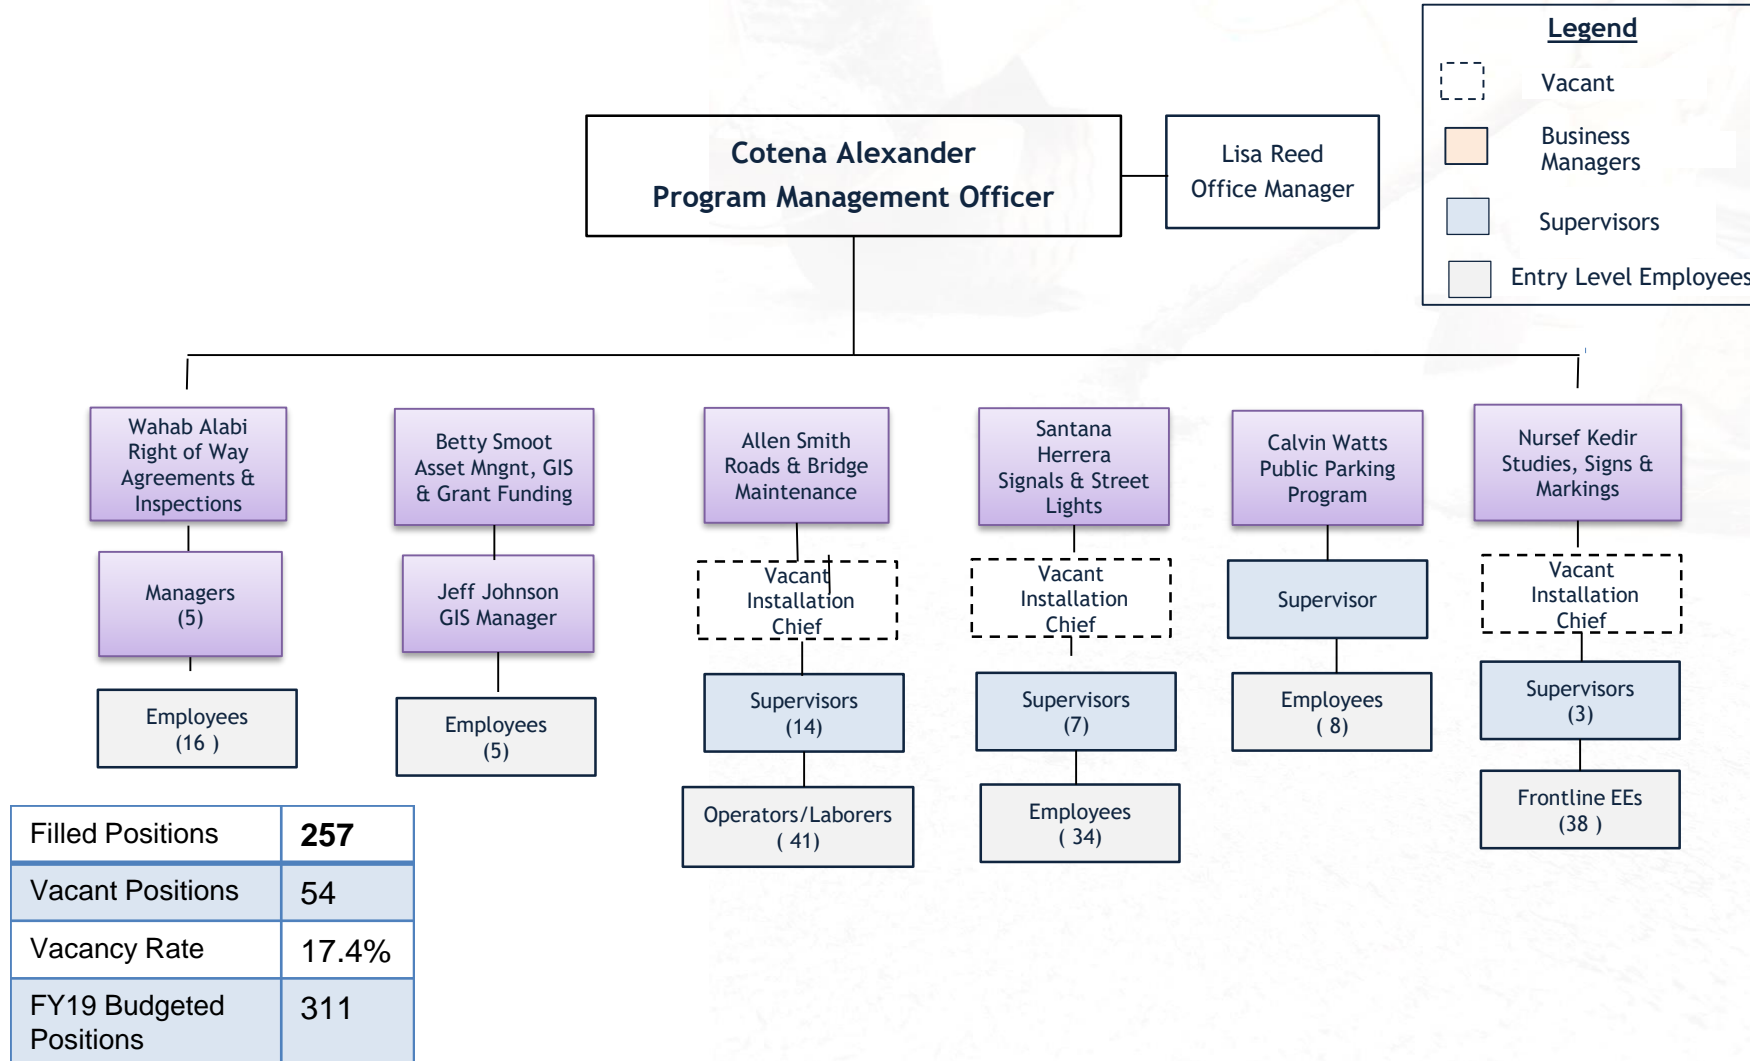 Legend
Vacant
Business
Managers
Supervisors
Entry Level Employees
Cotena Alexander
Program Management Officer
Lisa Reed
Office Manager
Wahab Alabi
Right of Way
Agreements &
Inspections
Managers
(5)
Employees
(16 )
Betty Smoot
Asset Mngnt, GIS
& Grant Funding
Jeff Johnson
GIS Manager
Employees
(5)
Allen Smith
Roads & Bridge
Maintenance
Vacant
Installation
Chief
Supervisors
(14)
Operators/Laborers
( 41)
Santana
Herrera
Signals & Street
Lights
Vacant
Installation
Chief
Supervisors
(7)
Employees
( 34)
Calvin Watts
Public Parking
Program
Supervisor
Employees
( 8)
Nursef Kedir
Studies, Signs &
Markings
Vacant
Installation
Chief
Supervisors
(3)
Frontline EEs
(38 )
Filled Positions 257
Vacant Positions 54
Vacancy Rate 17.4%
FY19 Budgeted 311
Positions